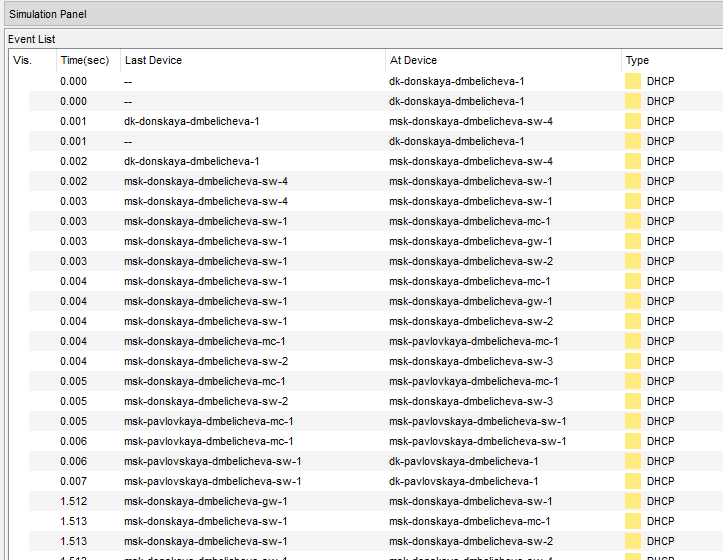 Simulation Panel
Event List
Vis. Time(sec) Last Device At Device Type
0.000 -- dk-donskaya-dmbelicheva-1 DHCP
0.000 -- dk-donskaya-dmbelicheva-1 DHCP
0.001 dk-donskaya-dmbelicheva-1 msk-donskaya-dmbelicheva-sw-4 DHCP
0.001 -- dk-donskaya-dmbelicheva-1 DHCP
0.002 dk-donskaya-dmbelicheva-1 msk-donskaya-dmbelicheva-sw-4 DHCP
0.002 msk-donskaya-dmbelicheva-sw-4 msk-donskaya-dmbelicheva-sw-1 DHCP
0.003 msk-donskaya-dmbelicheva-sw-4 msk-donskaya-dmbelicheva-sw-1 DHCP
0.003 msk-donskaya-dmbelicheva-sw-1 msk-donskaya-dmbelicheva-mc-1 DHCP
0.003 msk-donskaya-dmbelicheva-sw-1 msk-donskaya-dmbelicheva-gw-1 DHCP
0.003 msk-donskaya-dmbelicheva-sw-1 msk-donskaya-dmbelicheva-sw-2 DHCP
0.004 msk-donskaya-dmbelicheva-sw-1 msk-donskaya-dmbelicheva-mc-1 DHCP
0.004 msk-donskaya-dmbelicheva-sw-1 msk-donskaya-dmbelicheva-gw-1 DHCP
0.004 msk-donskaya-dmbelicheva-sw-1 msk-donskaya-dmbelicheva-sw-2 DHCP
0.004 msk-donskaya-dmbelicheva-mc-1 msk-pavlovkaya-dmbelicheva-mc-1 DHCP
0.004 msk-donskaya-dmbelicheva-sw-2 msk-donskaya-dmbelicheva-sw-3 DHCP
0.005 msk-donskaya-dmbelicheva-mc-1 msk-pavlovkaya-dmbelicheva-mc-1 DHCP
0.005 msk-donskaya-dmbelicheva-sw-2 msk-donskaya-dmbelicheva-sw-3 DHCP
0.005 msk-pavlovkaya-dmbelicheva-mc-1 msk-pavlovskaya-dmbelicheva-sw-1 DHCP
0.006 msk-pavlovkaya-dmbelicheva-mc-1 msk-pavlovskaya-dmbelicheva-sw-1 DHCP
0.006 msk-pavlovskaya-dmbelicheva-sw-1 dk-pavlovskaya-dmbelicheva-1 DHCP
0.007 msk-pavlovskaya-dmbelicheva-sw-1 dk-pavlovskaya-dmbelicheva-1 DHCP
1.512 msk-donskaya-dmbelicheva-gw-1 msk-donskaya-dmbelicheva-sw-1 DHCP
1.513 msk-donskaya-dmbelicheva-sw-1 msk-donskaya-dmbelicheva-mc-1 DHCP
1.513 msk-donskaya-dmbelicheva-sw-1 msk-donskaya-dmbelicheva-sw-2 DHCP